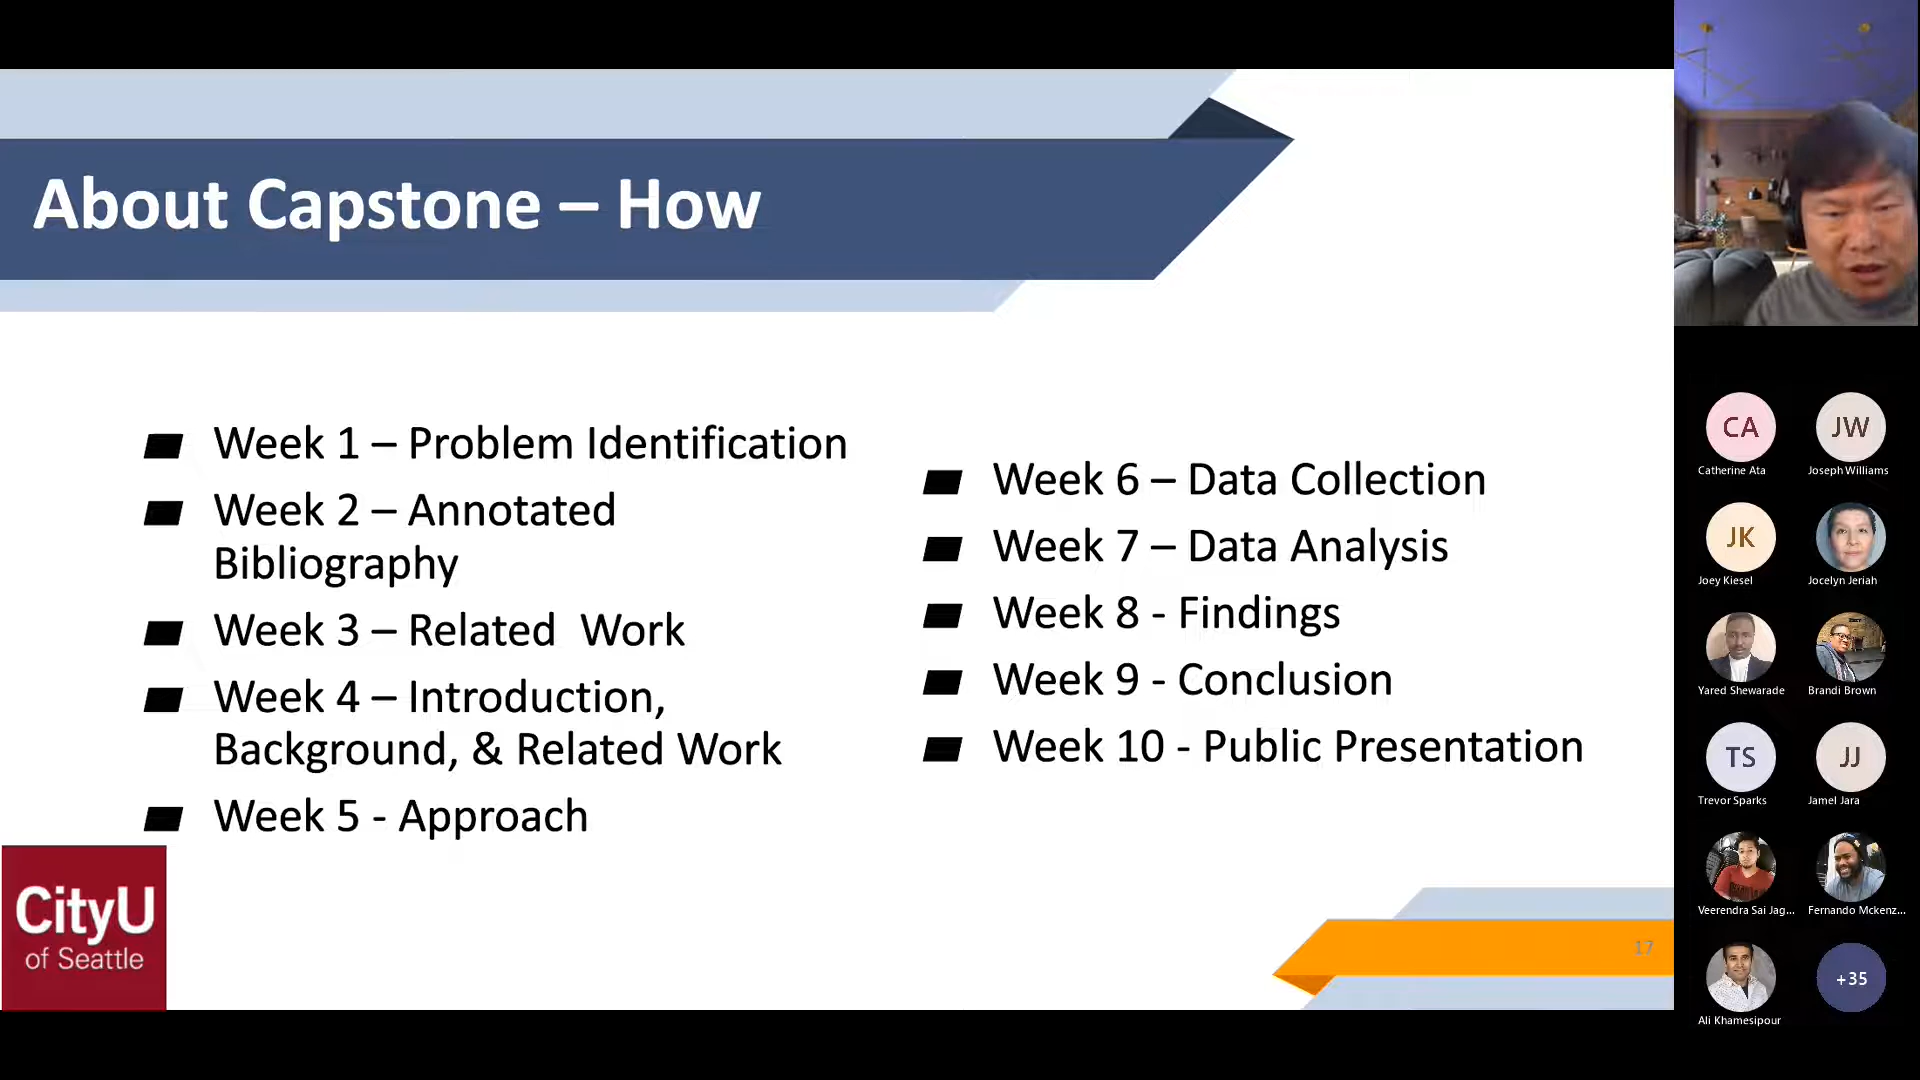 About Capstone – How
Week 1 – Problem Identification
Week 2 – Annotated
Bibliography
Week 3 – Related  Work
Week 4 – Introduction,
Background, & Related Work
Week 5 - Approach
Week 6 – Data Collection
Week 7 – Data Analysis
Week 8 - Findings
Week 9 - Conclusion
Week 10 - Public Presentation
CityU
of Seattle
17
CA
JW
Catherine Ata
Joseph Williams
JK
Joey Kiesel
Jocelyn Jeriah
Yared Shewarade
Brandi Brown
TS
JJ
Trevor Sparks
Jamel Jara
Veerendra Sai Jag...
Fernando Mckenz...
+35
Ali Khamesipour